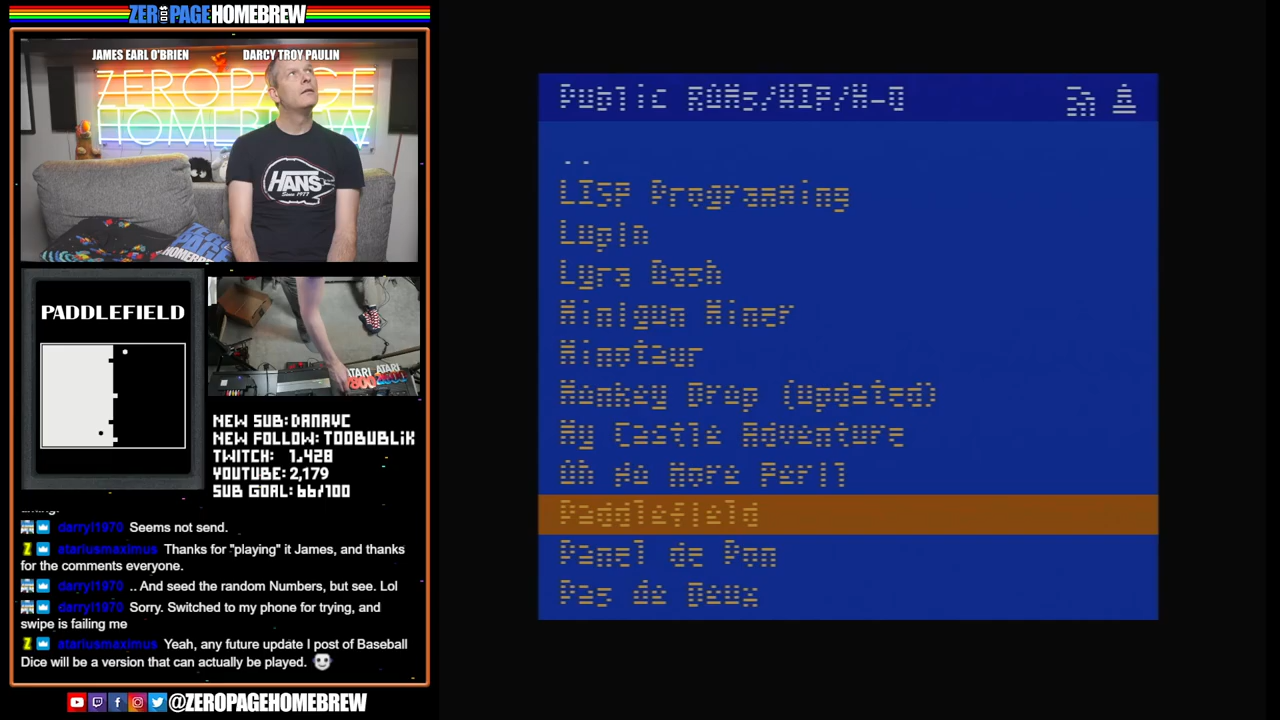 ZEROPAGEHOMEBREW
JAMES EARL O'BRIEN
DARCY TROY PAULIN
ZEROPAGE
HOMEBREW
HANS
Since 1977
PADDLEFIELD
NEW SUB: DANAYC
NEW FOLLOW: TOOBUBLIK
TWITCH: 1,428
YOUTUBE: 2,179
SUB GOAL: 66/100
darryl1970 Seems not send.
atariusmaximus Thanks for "playing" it James, and thanks
for the comments everyone.
darryl1970 .. And seed the random Numbers, but see. Lol
darryl1970 Sorry. Switched to my phone for trying, and
swipe is failing me
atariusmaximus Yeah, any future update I post of Baseball
Dice will be a version that can actually be played.
@ZEROPAGEHOMEBREW
Public ROMs/WIP/H-Q
..
LISP Programming
Lupin
Lyra Dash
Minigun Miner
Minotaur
Monkey Drop (Updated)
My Castle Adventure
Oh No More Peril
Paddlefield
Panel de Pon
Pas de Deux